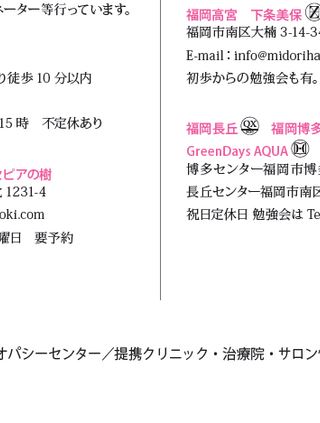 ネーター等行っています。
り徒歩 10 分以内
15 時　不定休あり
ピアの樹
1231-4
oki.com
曜日　要予約
福岡高宮　下条美保
福岡市南区大楠 3-14-34
E-mail：info@midoriha
初歩からの勉強会も有。
福岡長丘 QX 福岡博多
GreenDays AQUA H
博多センター福岡市博多
長丘センター福岡市南区
祝日定休日 勉強会は Te
オパシーセンター／提携クリニック・治療院・サロン